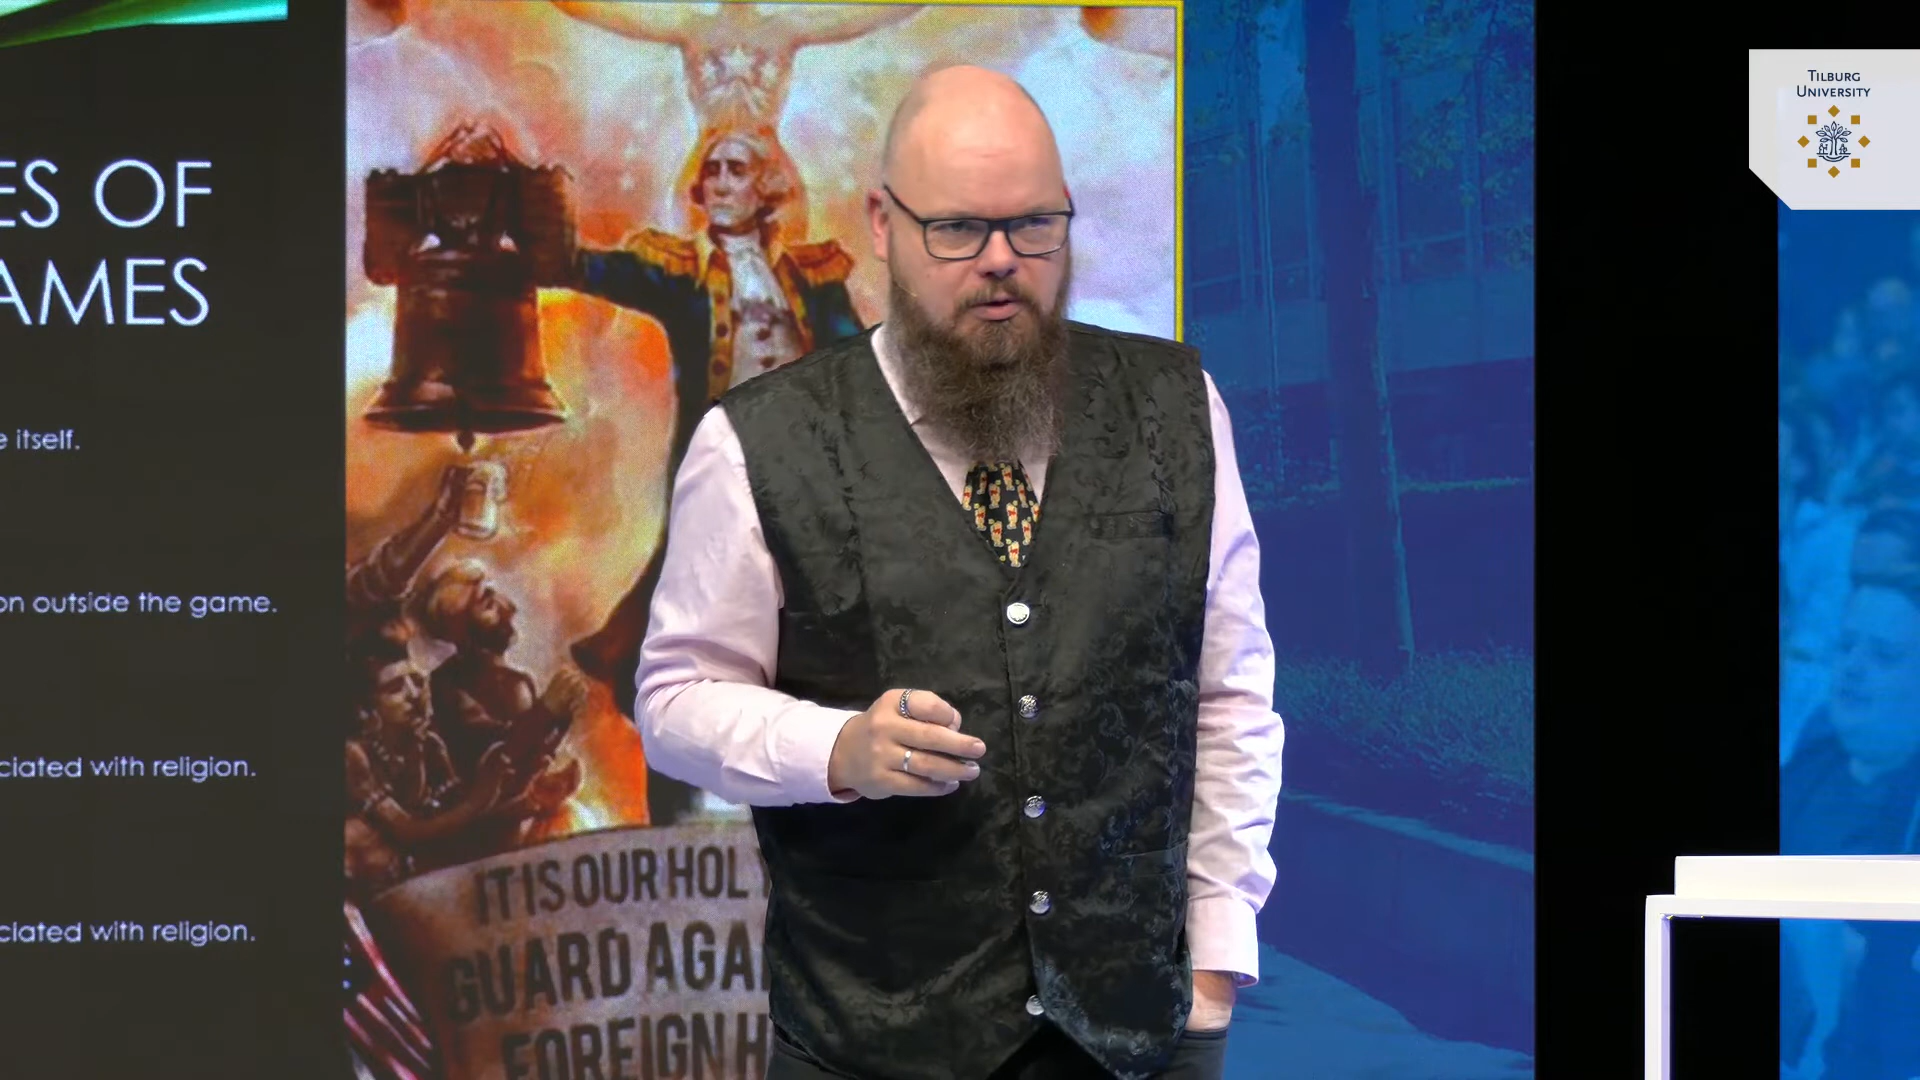 ES OF
AMES
e itself.
on outside the game.
ciated with religion.
ciated with religion.
IT IS OUR HOL
GUARD AGAI
FOREIGN H
TILBURG
UNIVERSITY